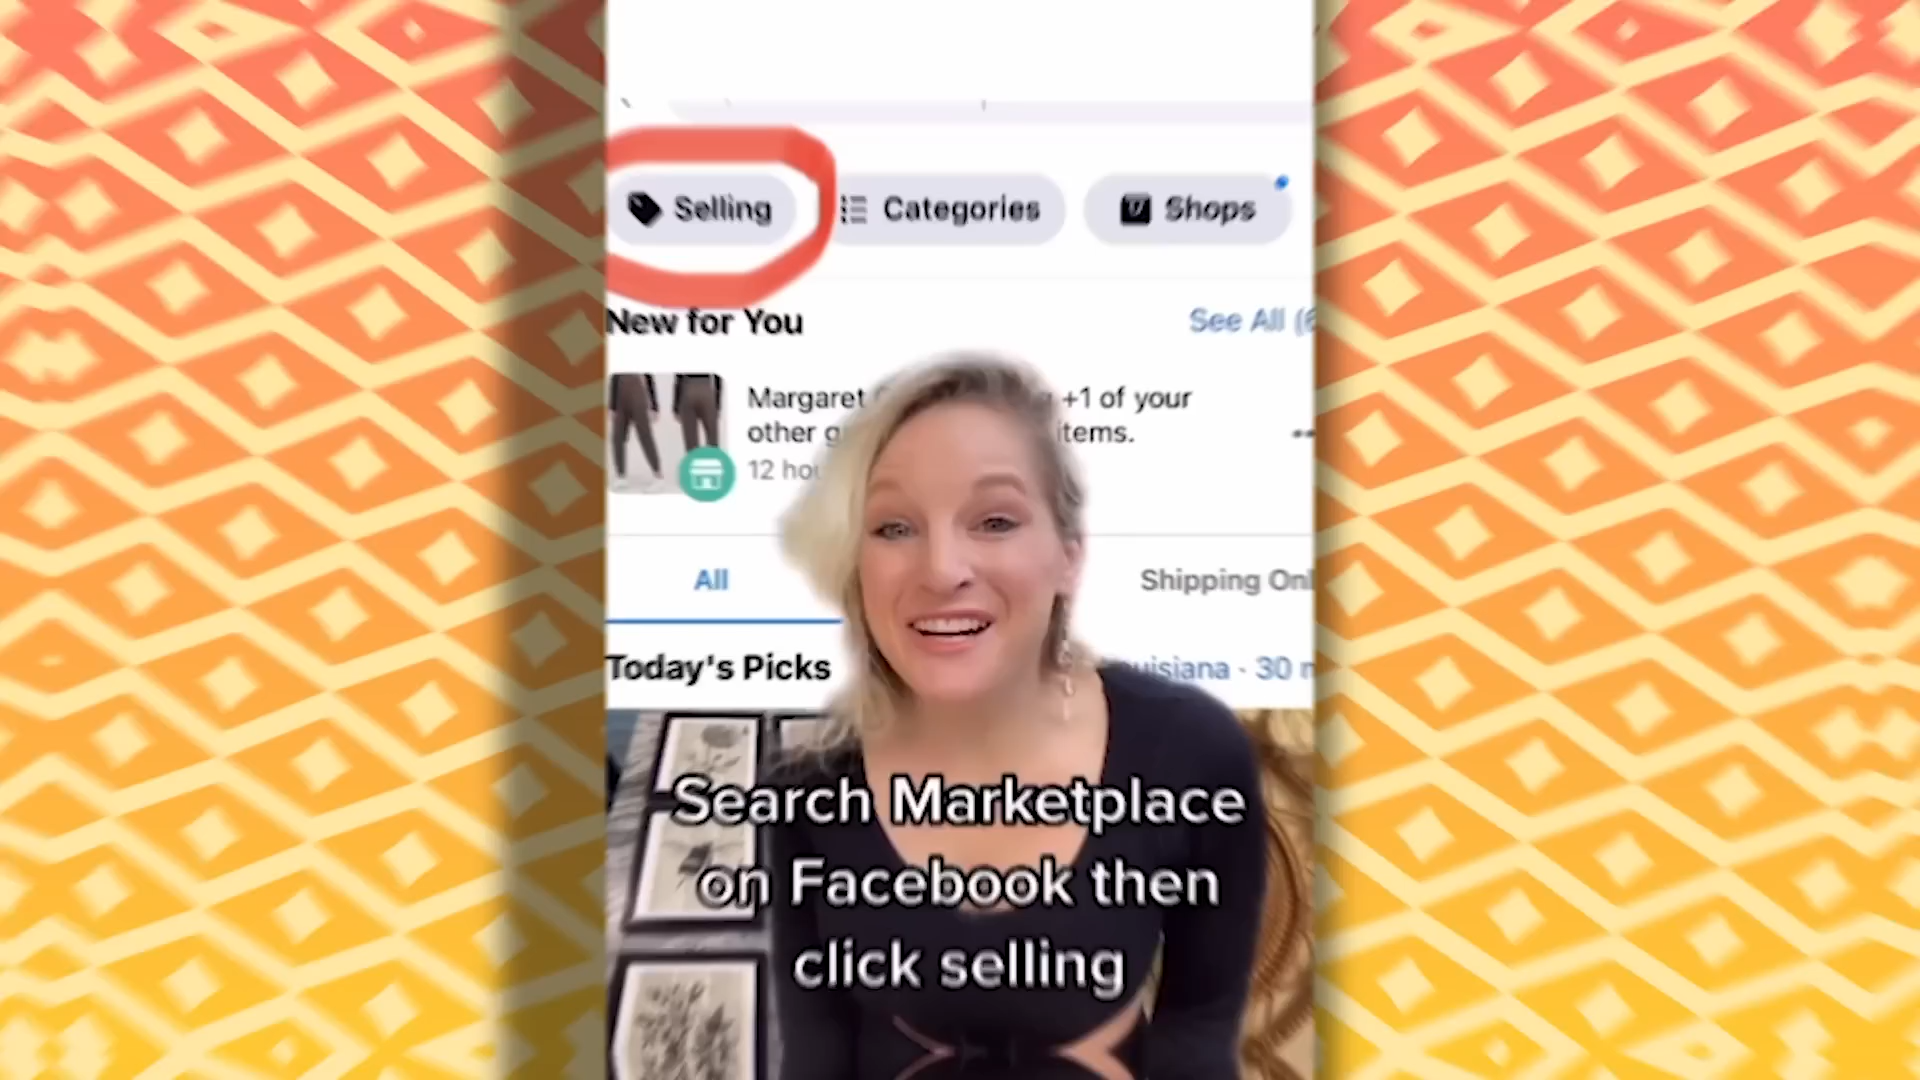 Selling
Categories
Shops
New for You
See All
Margaret +1 of your
other items.
12
All
Shipping
Today's Picks
· 30
Search Marketplace
on Facebook then
click selling